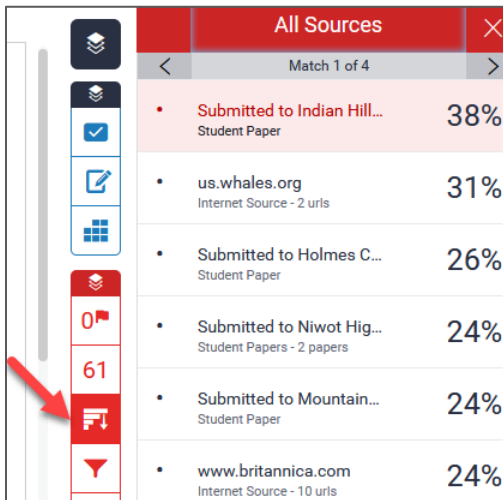 All Sources
Match 1 of 4
Submitted to Indian Hill...
Student Paper
38%
us.whales.org
Internet Source - 2 urls
31%
Submitted to Holmes C...
Student Paper
26%
Submitted to Niwot Hig...
Student Papers - 2 papers
24%
Submitted to Mountain...
Student Paper
24%
www.britannica.com
Internet Source - 10 urls
24%
0
61